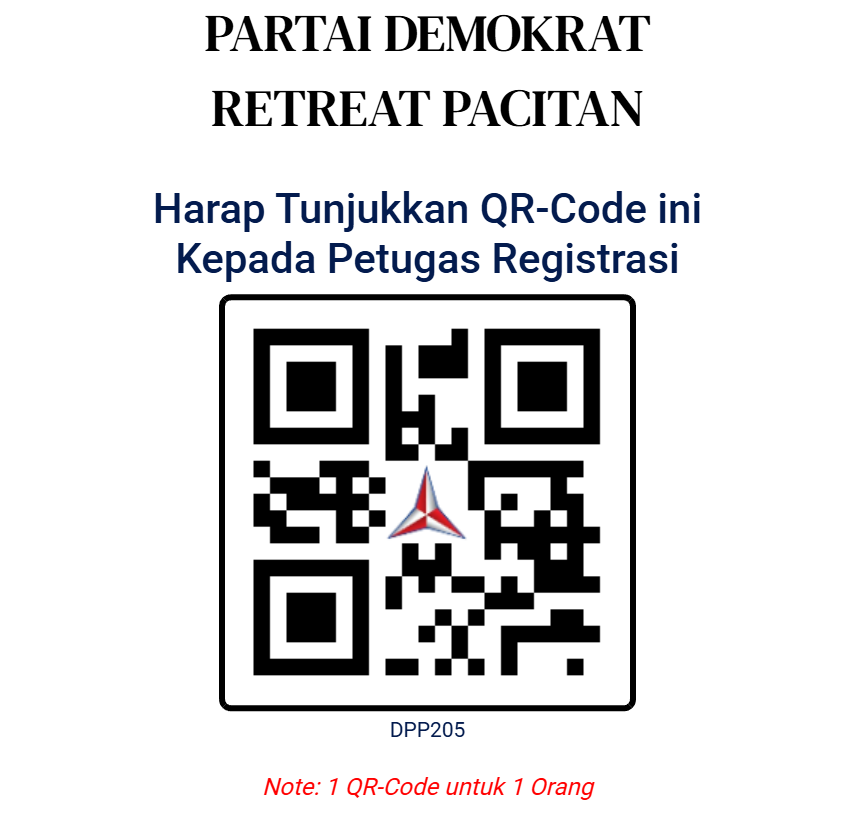 PARTAI DEMOKRAT
RETREAT PACITAN
Harap Tunjukkan QR-Code ini
Kepada Petugas Registrasi
DPP205
Note: 1 QR-Code untuk 1 Orang